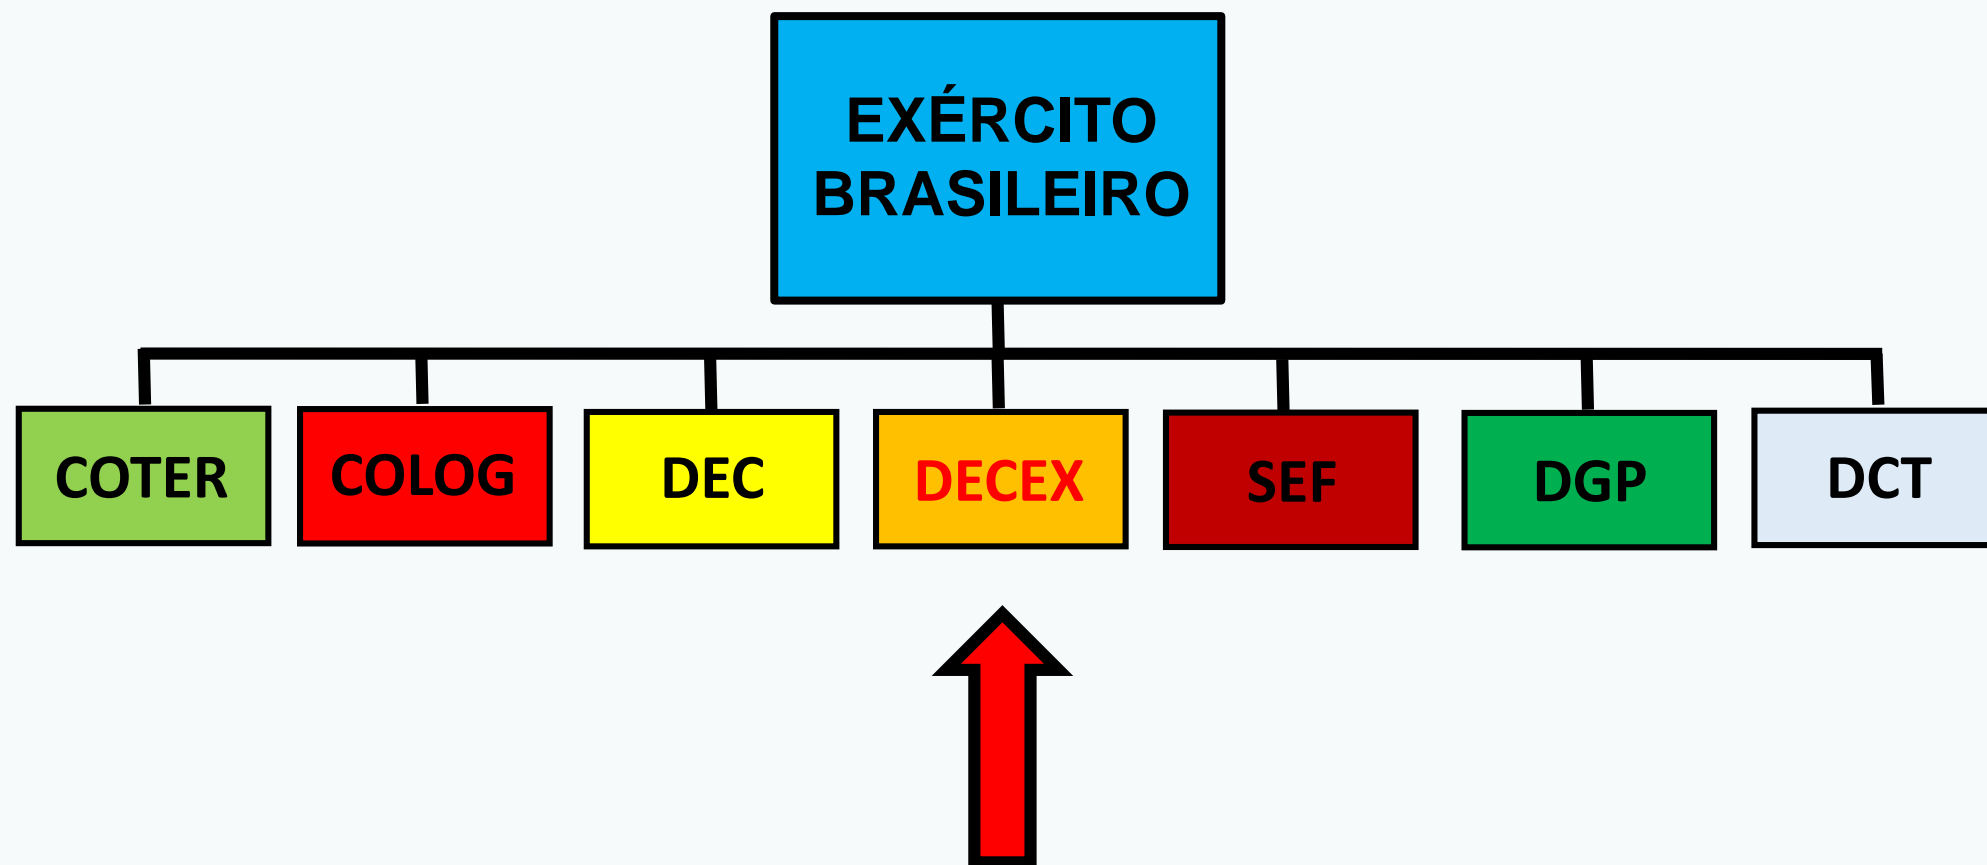 EXÉRCITO
BRASILEIRO
COTER
COLOG
DEC
DECEX
SEF
DGP
DCT